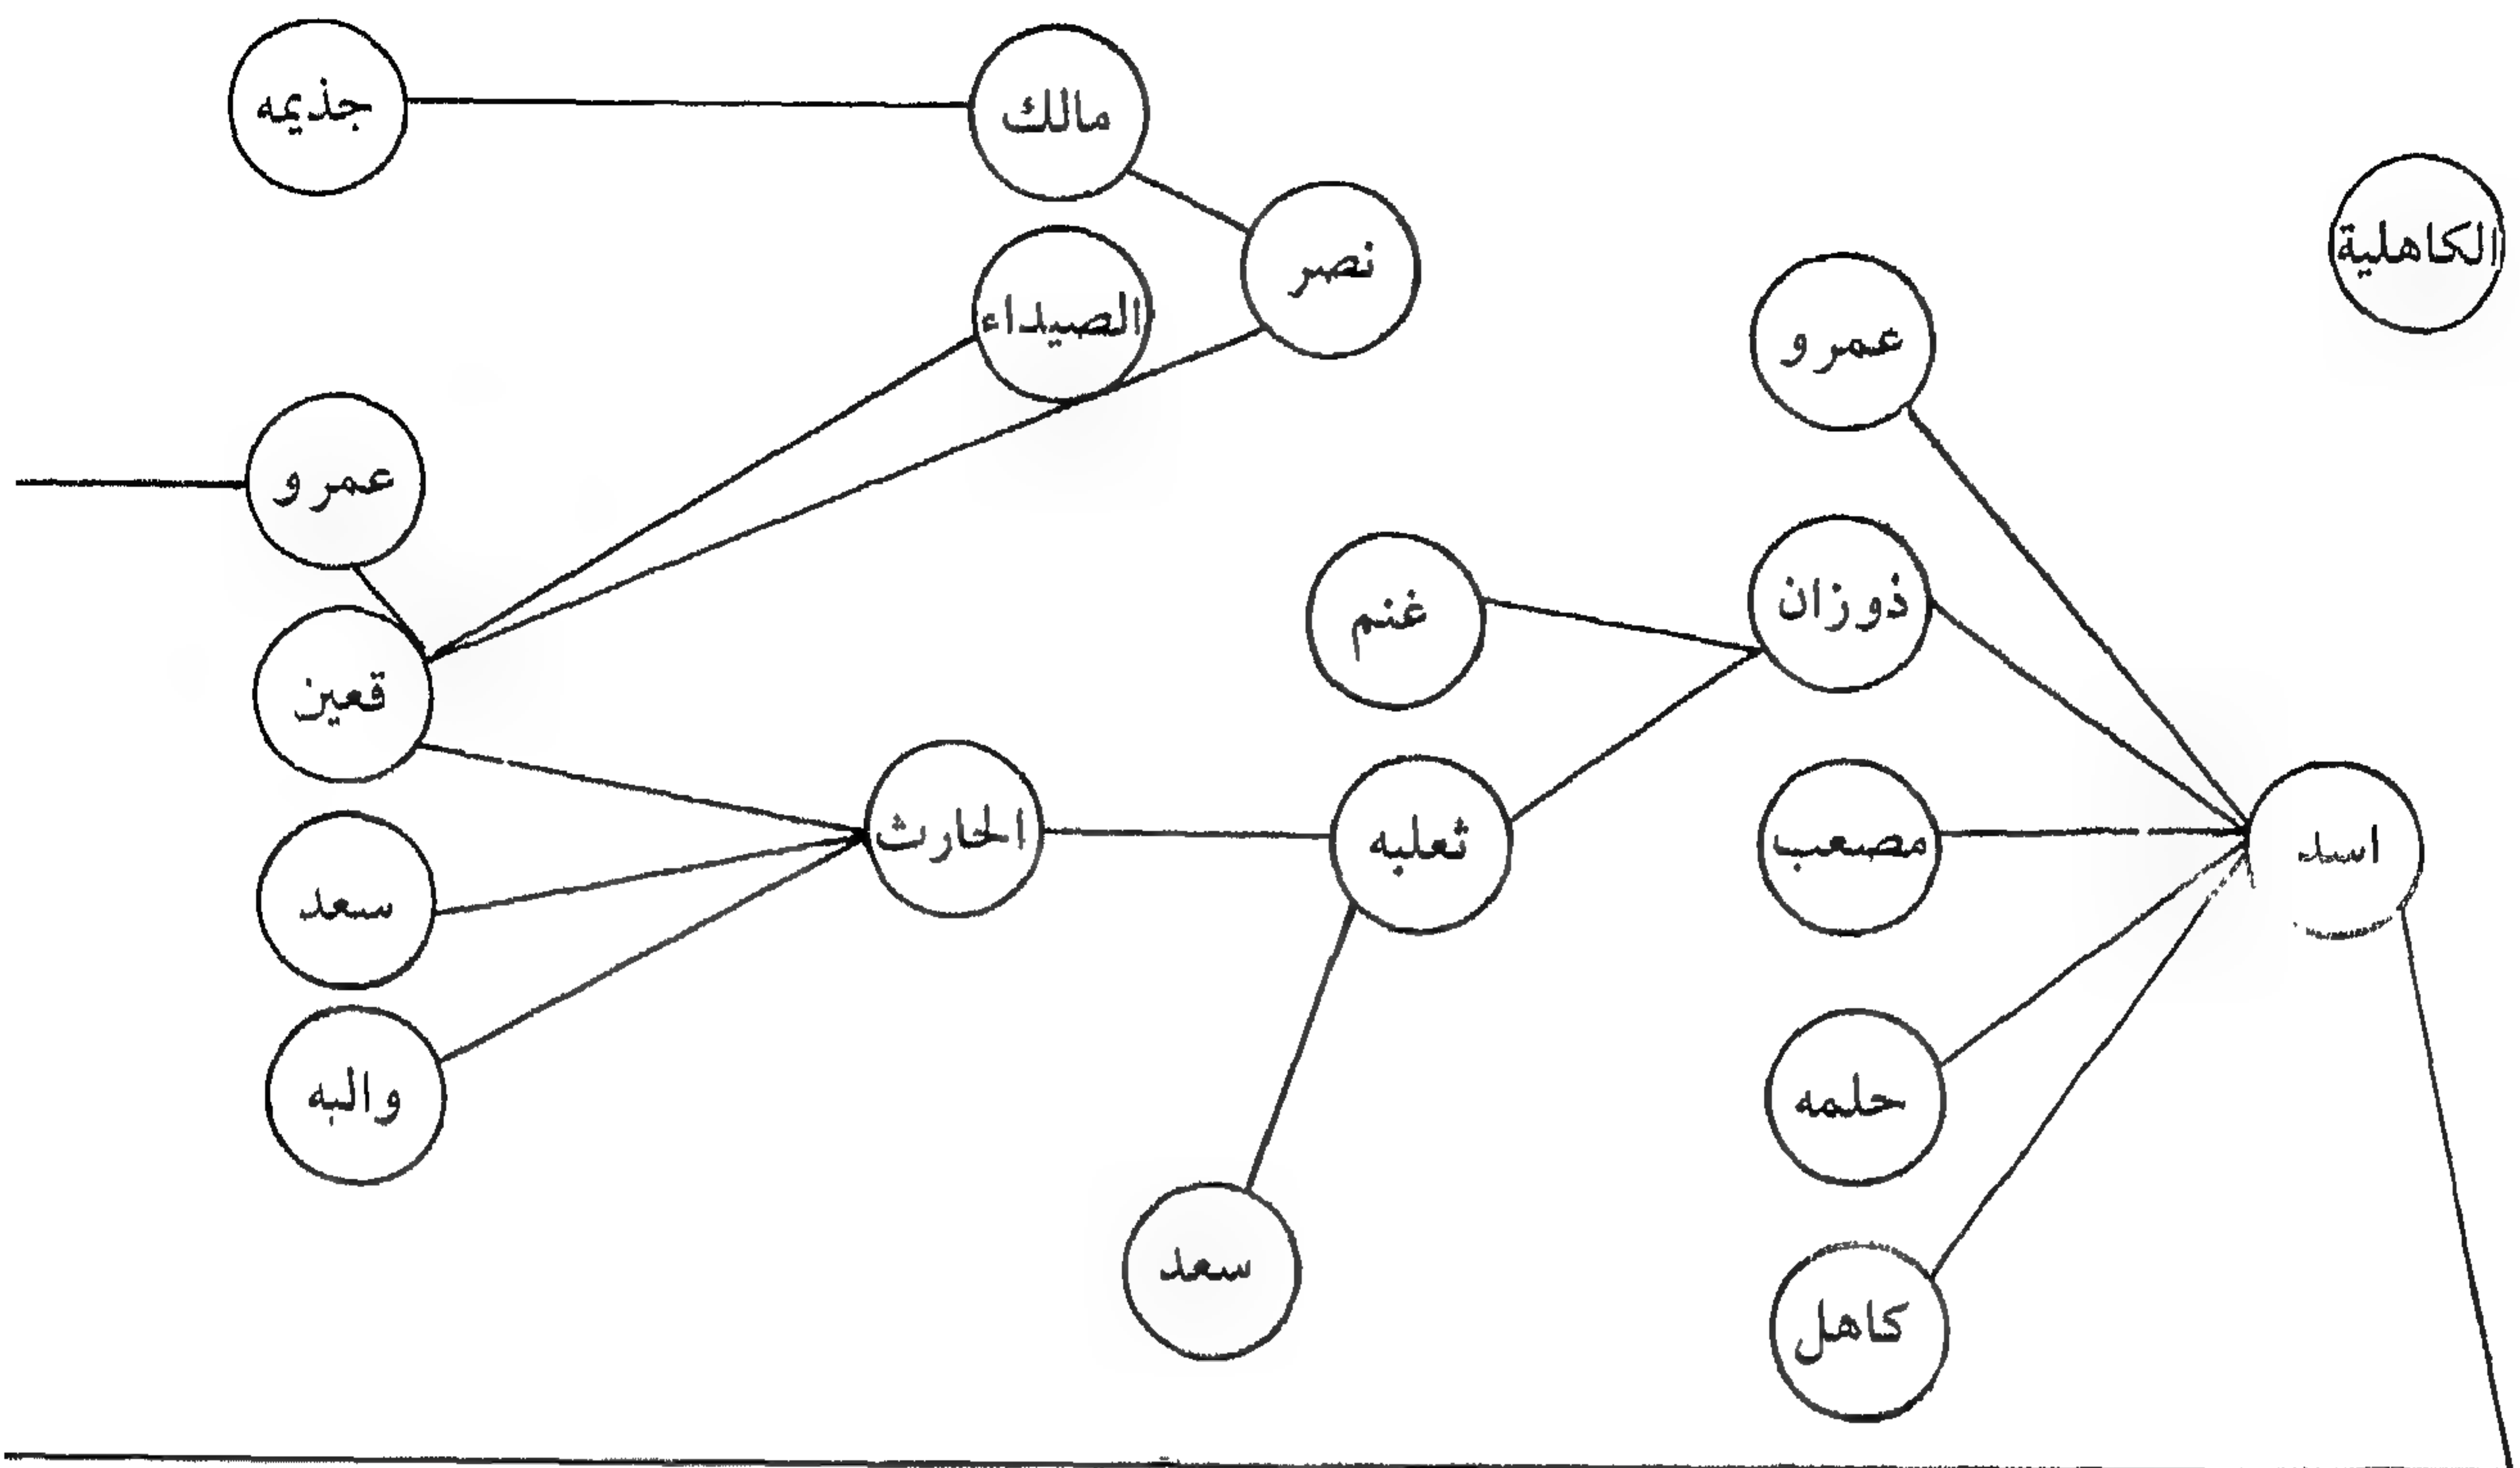 الكاهلية
اسد
عمرو
ذوزان
مصعب
حلمه
كاهل
غنم
ثعلبه
سعد
الحارث
قعين
سعد
والبه
عمرو
الصيداء
نصر
مالك
جذيمه